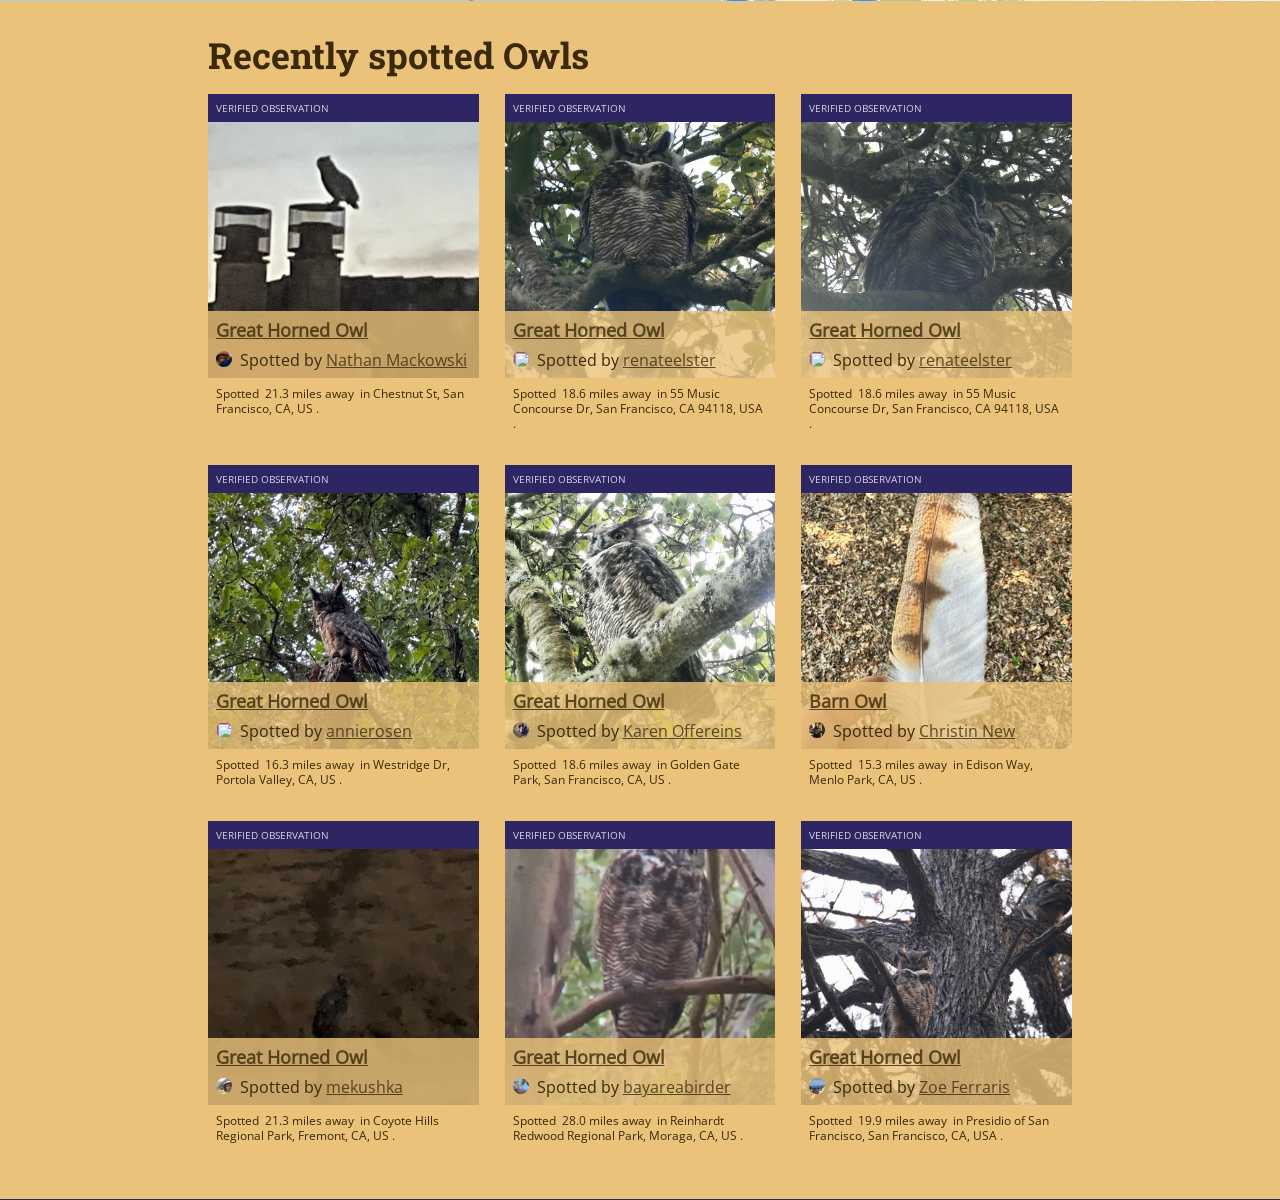 Recently spotted Owls
VERIFIED OBSERVATION
Great Horned Owl
Spotted by Nathan Mackowski
Spotted 21.3 miles away in Chestnut St, San
Francisco, CA, US .
VERIFIED OBSERVATION
Great Horned Owl
Spotted by renateelster
Spotted 18.6 miles away in 55 Music
Concourse Dr, San Francisco, CA 94118, USA
.
VERIFIED OBSERVATION
Great Horned Owl
Spotted by renateelster
Spotted 18.6 miles away in 55 Music
Concourse Dr, San Francisco, CA 94118, USA
.
VERIFIED OBSERVATION
Great Horned Owl
Spotted by annierosen
Spotted 16.3 miles away in Westridge Dr,
Portola Valley, CA, US .
VERIFIED OBSERVATION
Great Horned Owl
Spotted by Karen Offereins
Spotted 18.6 miles away in Golden Gate
Park, San Francisco, CA, US .
VERIFIED OBSERVATION
Barn Owl
Spotted by Christin New
Spotted 15.3 miles away in Edison Way,
Menlo Park, CA, US .
VERIFIED OBSERVATION
Great Horned Owl
Spotted by mekushka
Spotted 21.3 miles away in Coyote Hills
Regional Park, Fremont, CA, US .
VERIFIED OBSERVATION
Great Horned Owl
Spotted by bayareabirder
Spotted 28.0 miles away in Reinhardt
Redwood Regional Park, Moraga, CA, US .
VERIFIED OBSERVATION
Great Horned Owl
Spotted by Zoe Ferraris
Spotted 19.9 miles away in Presidio of San
Francisco, San Francisco, CA, USA .